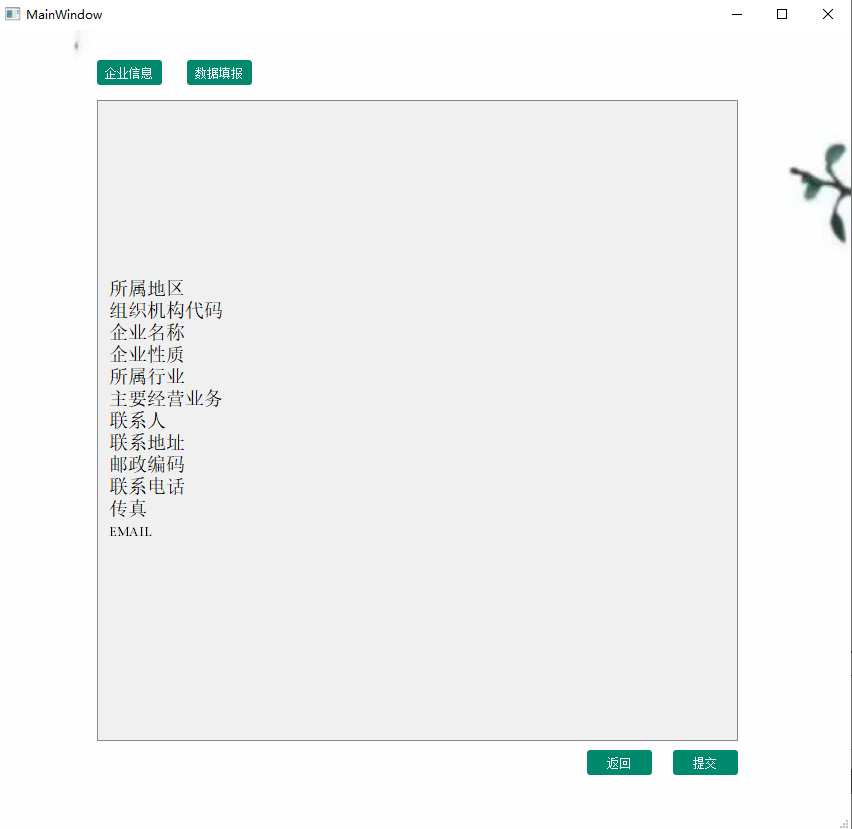 MainWindow
企业信息 数据填报
所属地区
组织机构代码
企业名称
企业性质
所属行业
主要经营业务
联系人
联系地址
邮政编码
联系电话
传真
EMAIL
返回 提交